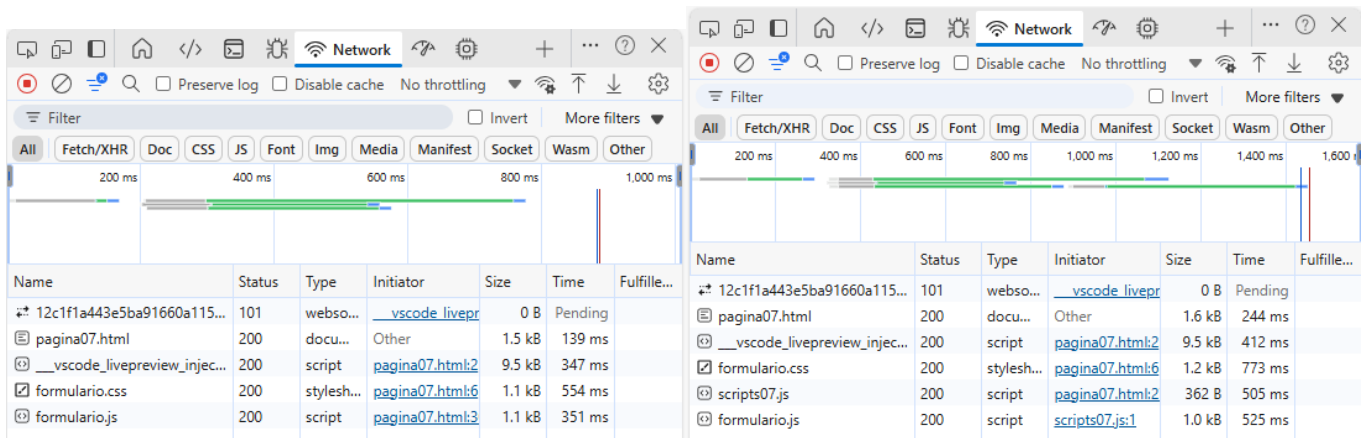 Network
Preserve log Disable cache No throttling
Filter Invert More filters
All Fetch/XHR Doc CSS JS Font Img Media Manifest Socket Wasm Other
200 ms 400 ms 600 ms 800 ms 1,000 ms
Name Status Type Initiator Size Time Fulfille...
12c1f1a443e5ba91660a115... 101 webso... __vscode_livepr 0 B Pending
pagina07.html 200 docu... Other 1.5 kB 139 ms
__vscode_livepreview_injec... 200 script pagina07.html:2 9.5 kB 347 ms
formulario.css 200 stylesh... pagina07.html:6 1.1 kB 554 ms
formulario.js 200 script pagina07.html:3 1.1 kB 351 ms
Network
Preserve log Disable cache No throttling
Filter Invert More filters
All Fetch/XHR Doc CSS JS Font Img Media Manifest Socket Wasm Other
200 ms 400 ms 600 ms 800 ms 1,000 ms 1,200 ms 1,400 ms 1,600
Name Status Type Initiator Size Time Fulfille...
12c1f1a443e5ba91660a115... 101 webso... __vscode_livepr 0 B Pending
pagina07.html 200 docu... Other 1.6 kB 244 ms
__vscode_livepreview_injec... 200 script pagina07.html:2 9.5 kB 412 ms
formulario.css 200 stylesh... pagina07.html:6 1.2 kB 773 ms
scripts07.js 200 script pagina07.html:2 362 B 505 ms
formulario.js 200 script scripts07.js:1 1.0 kB 525 ms